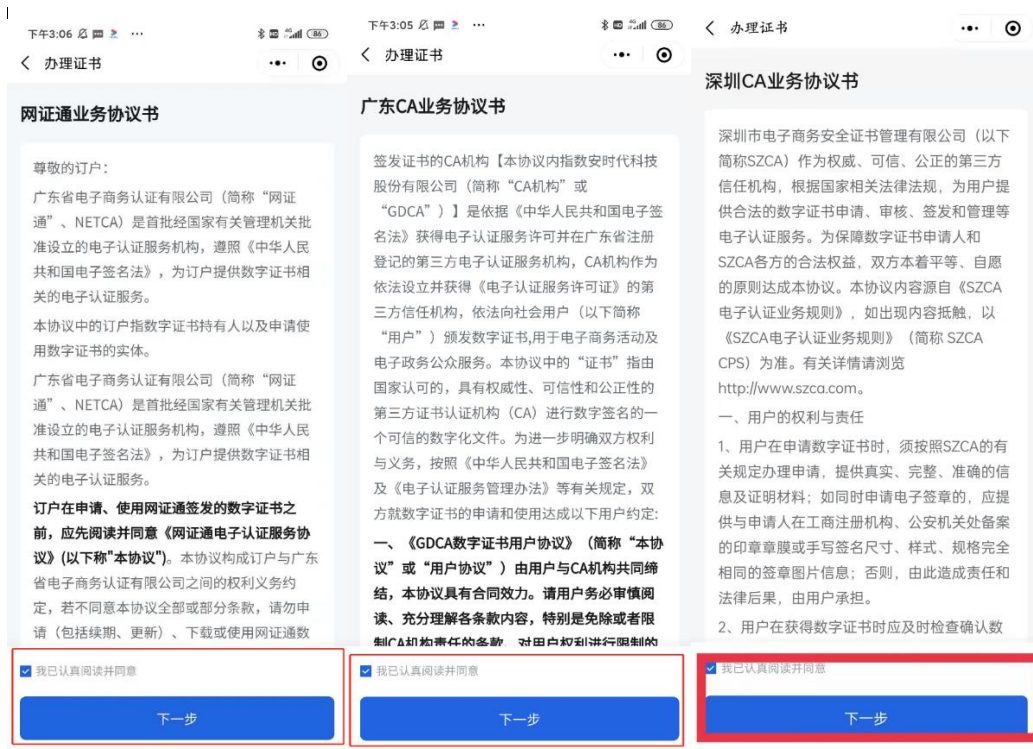 下午3:06
86
办理证书
网证通业务协议书
尊敬的订户：
广东省电子商务认证有限公司（简称“网证
通”、NETCA）是首批经国家有关管理机关批
准设立的电子认证服务机构，遵照《中华人民
共和国电子签名法》，为订户提供数字证书相
关的电子认证服务。
本协议中的订户指数字证书持有人以及申请使
用数字证书的实体。
广东省电子商务认证有限公司（简称“网证
通”、NETCA）是首批经国家有关管理机关批
准设立的电子认证服务机构，遵照《中华人民
共和国电子签名法》，为订户提供数字证书相
关的电子认证服务。
订户在申请、使用网证通签发的数字证书之
前，应先阅读并同意《网证通电子认证服务协
议》(以下称"本协议")。本协议构成订户与广东
省电子商务认证有限公司之间的权利义务约
定，若不同意本协议全部或部分条款，请勿申
请（包括续期、更新）、下载或使用网证通数
我已认真阅读并同意
下一步
下午3:05
86
办理证书
广东CA业务协议书
签发证书的CA机构【本协议内指数安时代科技
股份有限公司（简称“CA机构”或
“GDCA”）】是依据《中华人民共和国电子签
名法》获得电子认证服务许可并在广东省注册
登记的第三方电子认证服务机构，CA机构作为
依法设立并获得《电子认证服务许可证》的第
三方信任机构，依法向社会用户（以下简称
“用户”）颁发数字证书,用于电子商务活动及
电子政务公众服务。本协议中的“证书”指由
国家认可的，具有权威性、可信性和公正性的
第三方证书认证机构（CA）进行数字签名的一
个可信的数字化文件。为进一步明确双方权利
与义务，按照《中华人民共和国电子签名法》
及《电子认证服务管理办法》等有关规定，双
方就数字证书的申请和使用达成以下用户约定:
一、《GDCA数字证书用户协议》（简称“本协
议”或“用户协议”）由用户与CA机构共同缔
结，本协议具有合同效力。请用户务必审慎阅
读、充分理解各条款内容，特别是免除或者限
制CA机构责任的条款、对用户权利进行限制的
我已认真阅读并同意
下一步
办理证书
深圳CA业务协议书
深圳市电子商务安全证书管理有限公司（以下
简称SZCA）作为权威、可信、公正的第三方
信任机构，根据国家相关法律法规，为用户提
供合法的数字证书申请、审核、签发和管理等
电子认证服务。为保障数字证书申请人和
SZCA各方的合法权益，双方本着平等、自愿
的原则达成本协议。本协议内容源自《SZCA
电子认证业务规则》，如出现内容抵触，以
《SZCA电子认证业务规则》（简称 SZCA
CPS）为准。有关详情请浏览
http://www.szca.com。
一、用户的权利与责任
1、用户在申请数字证书时，须按照SZCA的有
关规定办理申请，提供真实、完整、准确的信
息及证明材料；如同时申请电子签章的，应提
供与申请人在工商注册机构、公安机关处备案
的印章章膜或手写签名尺寸、样式、规格完全
相同的签章图片信息；否则，由此造成责任和
法律后果，由用户承担。
2、用户在获得数字证书时应及时检查确认数
我已认真阅读并同意
下一步